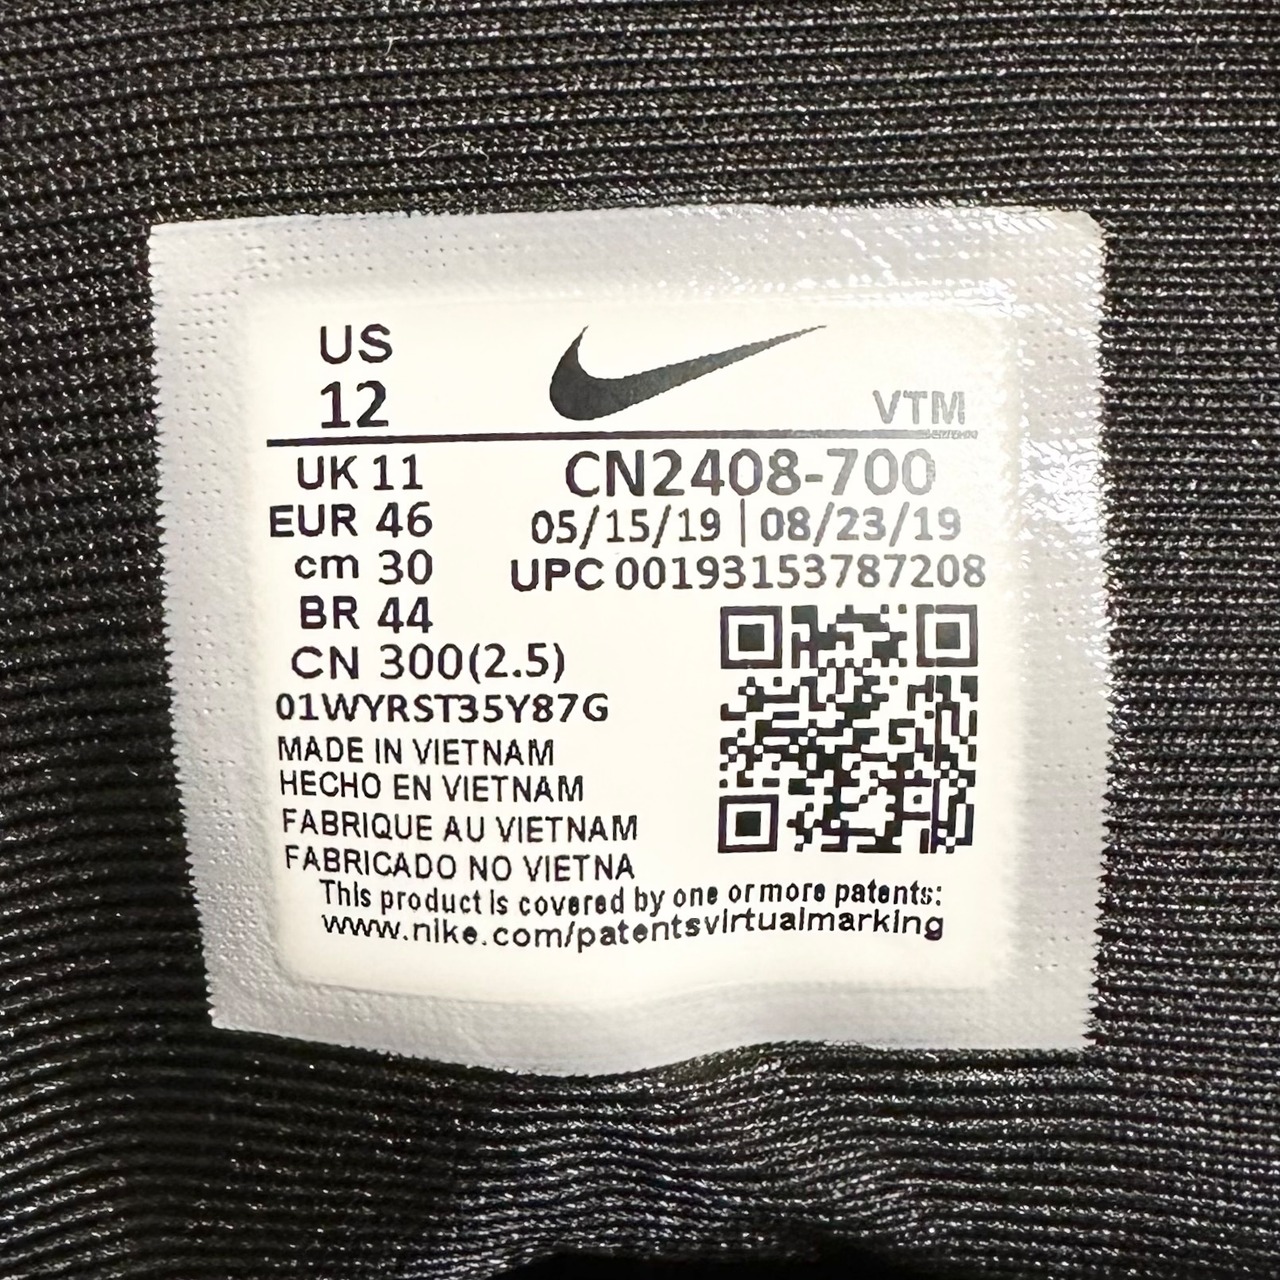 US
12
VTM
UK 11
EUR 46
cm 30
BR 44
CN 300(2.5)
01WYRST35Y87G
CN2408-700
05/15/19 | 08/23/19
UPC 00193153787208
MADE IN VIETNAM
HECHO EN VIETNAM
FABRIQUE AU VIETNAM
FABRICADO NO VIETNA
This product is covered by one or more patents:
www.nike.com/patentsvirtualmarking